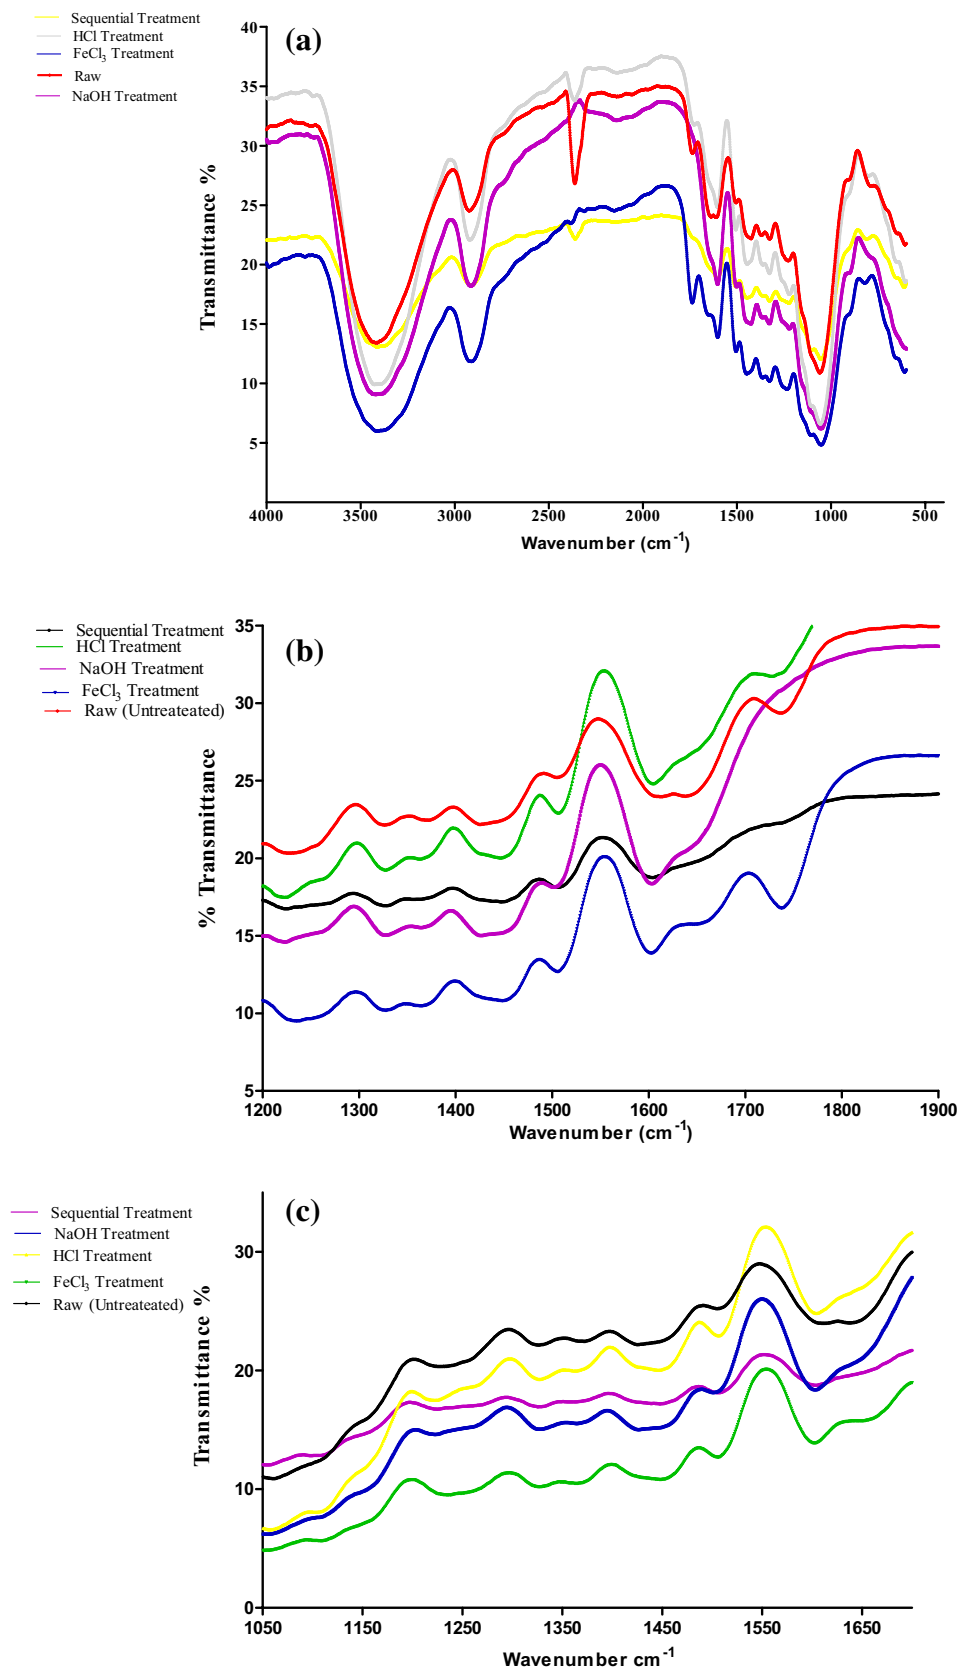 Sequential Treatment
HCl Treatment
FeCl3 Treatment
Raw
NaOH Treatment
(a)
40
35
30
25
20
15
10
5
Transmittance %
4000 3500 3000 2500 2000 1500 1000 500
Wavenumber (cm-1)
Sequential Treatment
HCl Treatment
NaOH Treatment
FeCl3 Treatment
Raw (Untreateated)
(b)
35
30
25
20
15
10
5
% Transmittance
1200 1300 1400 1500 1600 1700 1800 1900
Wavenumber (cm-1)
Sequential Treatment
NaOH Treatment
HCl Treatment
FeCl3 Treatment
Raw (Untreateated)
(c)
30
20
10
0
Transmittance %
1050 1150 1250 1350 1450 1550 1650
Wavenumber cm-1